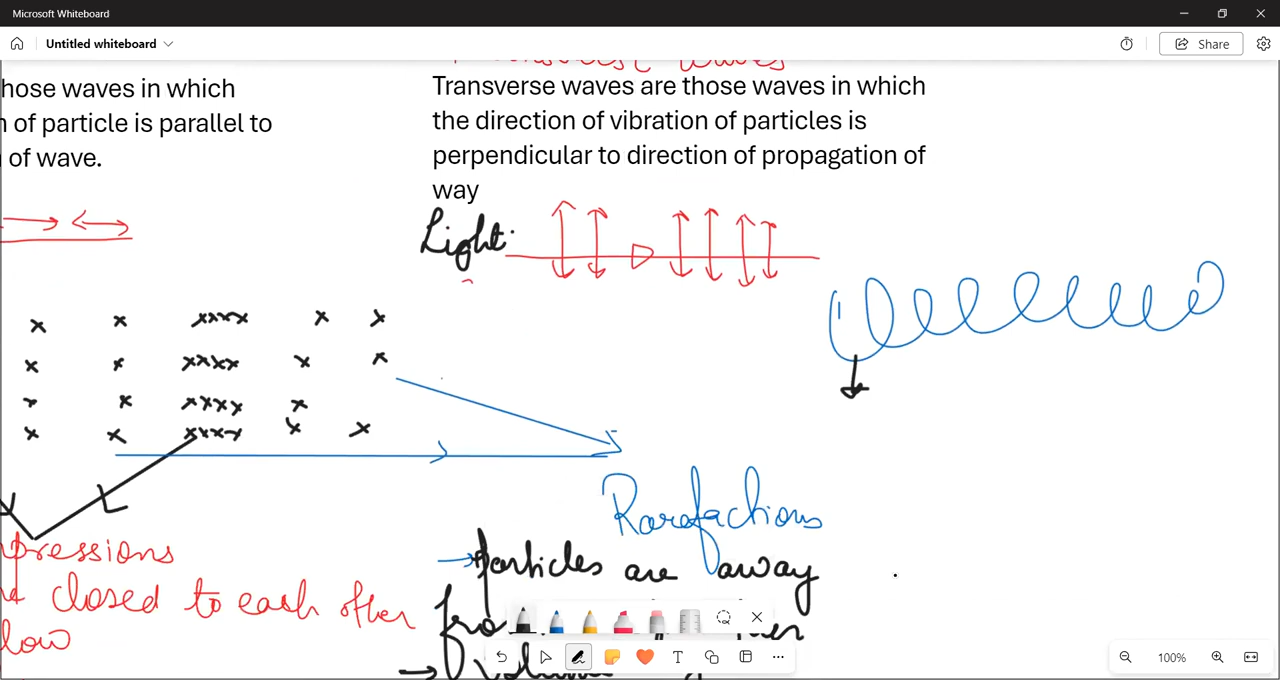 Microsoft Whiteboard
Untitled whiteboard
Share
hose waves in which
of particle is parallel to
of wave.
waves
Transverse waves are those waves in which
the direction of vibration of particles is
perpendicular to direction of propagation of
way
Light
Rarefactions
particles are away
pressions
closed to each other
low
100%